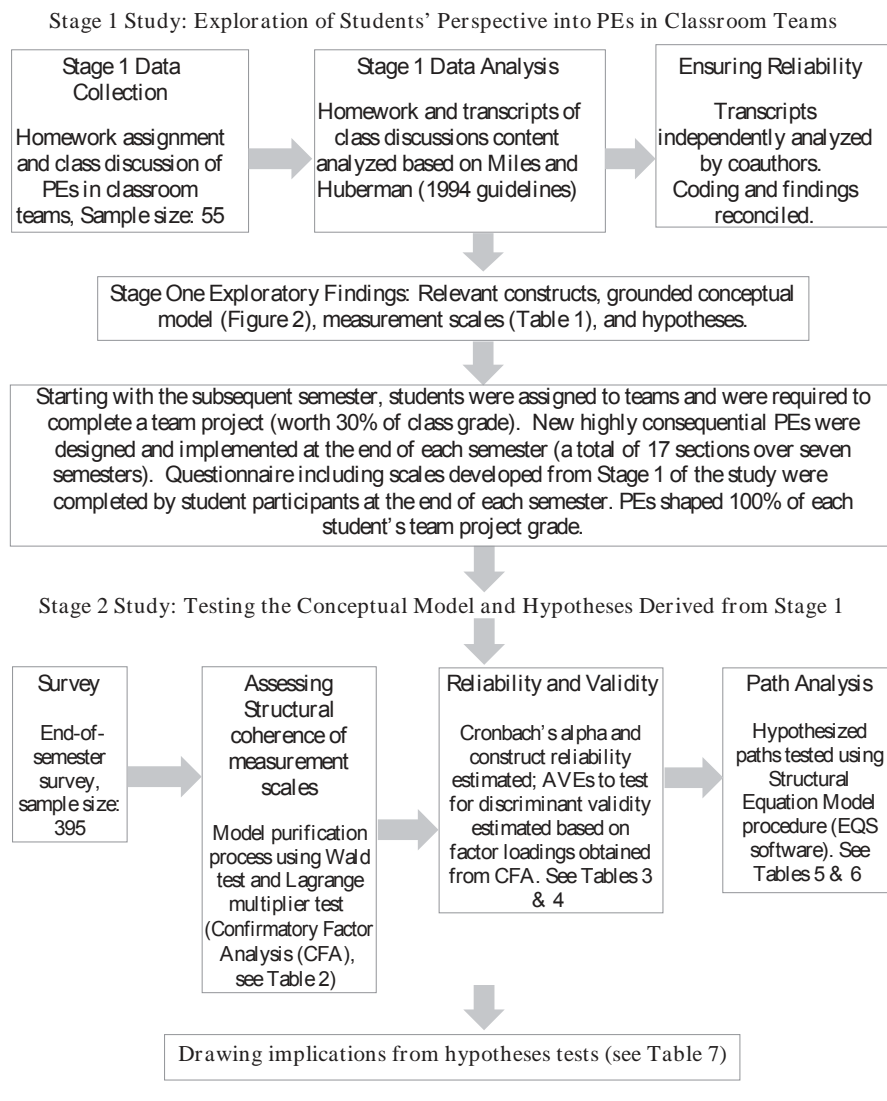 Stage 1 Study: Exploration of Students' Perspective into PEs in Classroom Teams
Stage 1 Data
Collection
Homework assignment
and class discussion of
PEs in classroom
teams, Sample size: 55
Stage 1 Data Analysis
Homework and transcripts of
class discussions content
analyzed based on Miles and
Huberman (1994 guidelines)
Ensuring Reliability
Transcripts
independently analyzed
by coauthors.
Coding and findings
reconciled.
Stage One Exploratory Findings: Relevant constructs, grounded conceptual
model (Figure 2), measurement scales (Table 1), and hypotheses.
Starting with the subsequent semester, students were assigned to teams and were required to
complete a team project (worth 30% of class grade). New highly consequential PEs were
designed and implemented at the end of each semester (a total of 17 sections over seven
semesters). Questionnaire including scales developed from Stage 1 of the study were
completed by student participants at the end of each semester. PEs shaped 100% of each
student's team project grade.
Stage 2 Study: Testing the Conceptual Model and Hypotheses Derived from Stage 1
Survey
End-of-
semester
survey,
sample size:
395
Assessing
Structural
coherence of
measurement
scales
Model purification
process using Wald
test and Lagrange
multiplier test
(Confirmatory Factor
Analysis (CFA),
see Table 2)
Reliability and Validity
Cronbach's alpha and
construct reliability
estimated; AVEs to test
for discriminant validity
estimated based on
factor loadings obtained
from CFA. See Tables 3
& 4
Path Analysis
Hypothesized
paths tested using
Structural
Equation Model
procedure (EQS
software). See
Tables 5 & 6
Drawing implications from hypotheses tests (see Table 7)